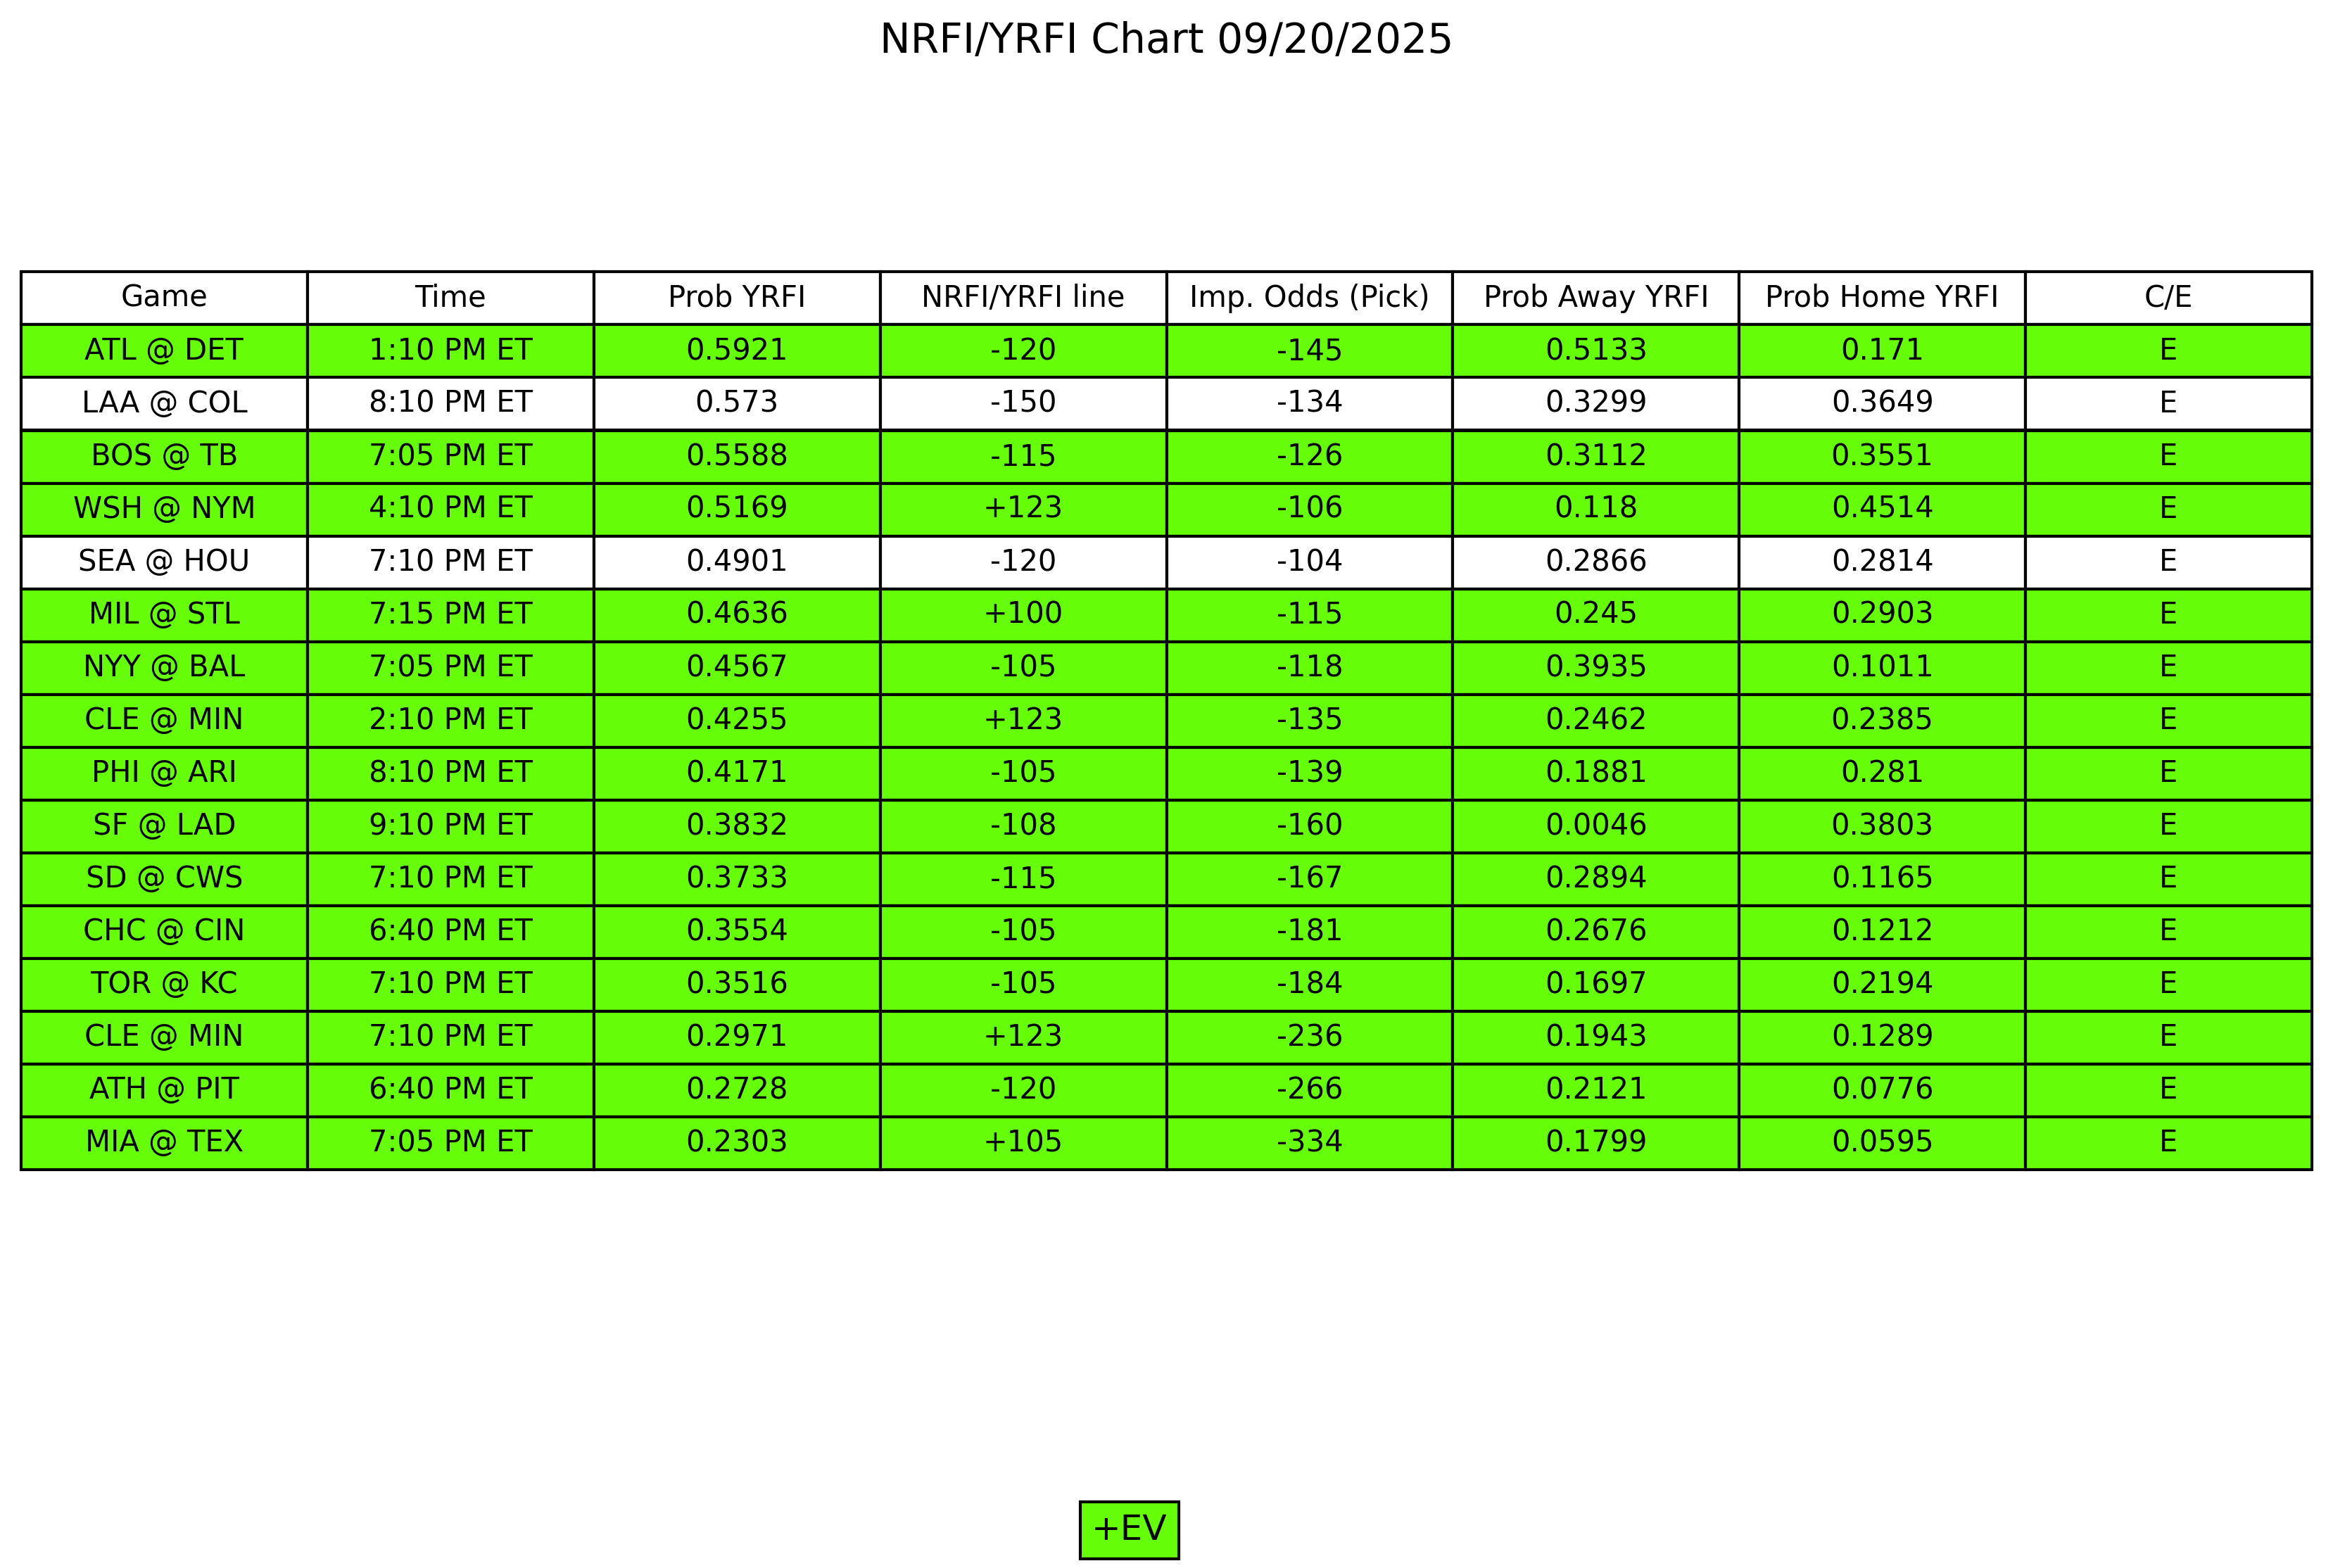 NRFI/YRFI Chart 09/20/2025
Game Time Prob YRFI NRFI/YRFI line Imp. Odds (Pick) Prob Away YRFI Prob Home YRFI C/E
ATL @ DET 1:10 PM ET 0.5921 -120 -145 0.5133 0.171 E
LAA @ COL 8:10 PM ET 0.573 -150 -134 0.3299 0.3649 E
BOS @ TB 7:05 PM ET 0.5588 -115 -126 0.3112 0.3551 E
WSH @ NYM 4:10 PM ET 0.5169 +123 -106 0.118 0.4514 E
SEA @ HOU 7:10 PM ET 0.4901 -120 -104 0.2866 0.2814 E
MIL @ STL 7:15 PM ET 0.4636 +100 -115 0.245 0.2903 E
NYY @ BAL 7:05 PM ET 0.4567 -105 -118 0.3935 0.1011 E
CLE @ MIN 2:10 PM ET 0.4255 +123 -135 0.2462 0.2385 E
PHI @ ARI 8:10 PM ET 0.4171 -105 -139 0.1881 0.281 E
SF @ LAD 9:10 PM ET 0.3832 -108 -160 0.0046 0.3803 E
SD @ CWS 7:10 PM ET 0.3733 -115 -167 0.2894 0.1165 E
CHC @ CIN 6:40 PM ET 0.3554 -105 -181 0.2676 0.1212 E
TOR @ KC 7:10 PM ET 0.3516 -105 -184 0.1697 0.2194 E
CLE @ MIN 7:10 PM ET 0.2971 +123 -236 0.1943 0.1289 E
ATH @ PIT 6:40 PM ET 0.2728 -120 -266 0.2121 0.0776 E
MIA @ TEX 7:05 PM ET 0.2303 +105 -334 0.1799 0.0595 E
+EV